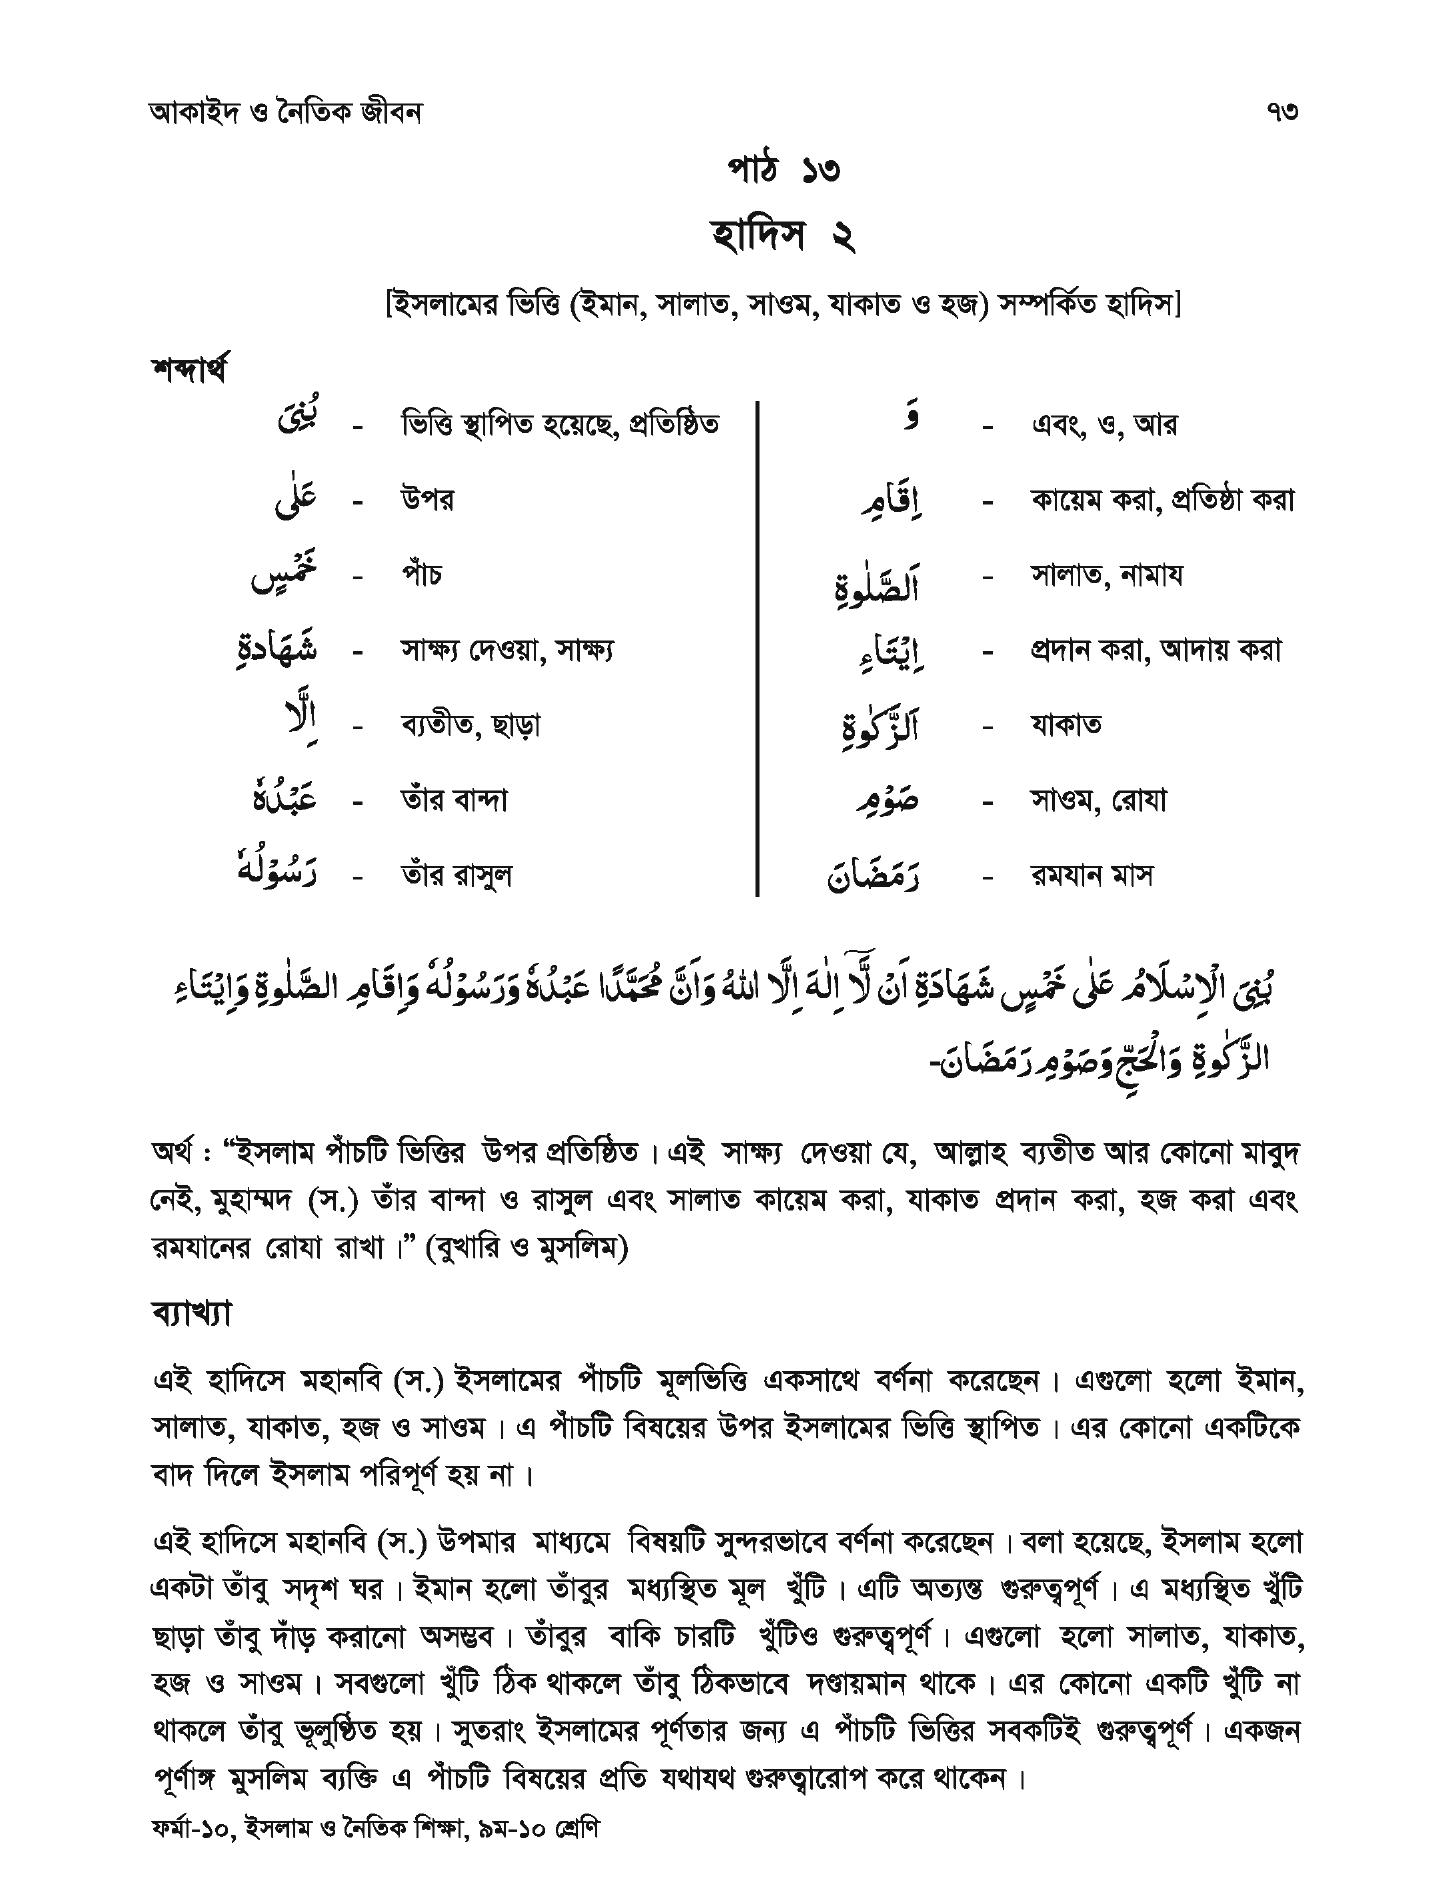 আকাইদ ও নৈতিক জীবন ৭৩
পাঠ ১৩
হাদিস ২
[ইসলামের ভিত্তি (ইমান, সালাত, সাওম, যাকাত ও হজ) সম্পর্কিত হাদিস]
শব্দার্থ
بُنِىَ - ভিত্তি স্থাপিত হয়েছে, প্রতিষ্ঠিত وَ - এবং, ও, আর
عَلٰى - উপর اِقَامِ - কায়েম করা, প্রতিষ্ঠা করা
خَمْسٍ - পাঁচ اَلصَّلٰوةِ - সালাত, নামায
شَهَادةِ - সাক্ষ্য দেওয়া, সাক্ষ্য اِيْتَاءِ - প্রদান করা, আদায় করা
اِلَّا - ব্যতীত, ছাড়া اَلزَّكٰوةِ - যাকাত
عَبْدُهٗ - তাঁর বান্দা صَوْمِ - সাওম, রোযা
رَسُوْلُهٗ - তাঁর রাসুল رَمَضَانَ - রমযান মাস
بُنِىَ الْاِسْلَامُ عَلٰى خَمْسٍ شَهَادَةِ اَنْ لَّآ اِلٰهَ اِلَّا اللهُ وَاَنَّ مُحَمَّدًا عَبْدُهٗ وَرَسُوْلُهٗ وَاِقَامِ الصَّلٰوةِ وَاِيْتَاءِ
الزَّكٰوةِ وَالْحَجِّ وَصَوْمِ رَمَضَانَ-
অর্থ : “ইসলাম পাঁচটি ভিত্তির উপর প্রতিষ্ঠিত। এই সাক্ষ্য দেওয়া যে, আল্লাহ ব্যতীত আর কোনো মাবুদ
নেই, মুহাম্মদ (স.) তাঁর বান্দা ও রাসুল এবং সালাত কায়েম করা, যাকাত প্রদান করা, হজ করা এবং
রমযানের রোযা রাখা।” (বুখারি ও মুসলিম)
ব্যাখ্যা
এই হাদিসে মহানবি (স.) ইসলামের পাঁচটি মূলভিত্তি একসাথে বর্ণনা করেছেন। এগুলো হলো ইমান,
সালাত, যাকাত, হজ ও সাওম। এ পাঁচটি বিষয়ের উপর ইসলামের ভিত্তি স্থাপিত। এর কোনো একটিকে
বাদ দিলে ইসলাম পরিপূর্ণ হয় না।
এই হাদিসে মহানবি (স.) উপমার মাধ্যমে বিষয়টি সুন্দরভাবে বর্ণনা করেছেন। বলা হয়েছে, ইসলাম হলো
একটা তাঁবু সদৃশ ঘর। ইমান হলো তাঁবুর মধ্যস্থিত মূল খুঁটি। এটি অত্যন্ত গুরুত্বপূর্ণ। এ মধ্যস্থিত খুঁটি
ছাড়া তাঁবু দাঁড় করানো অসম্ভব। তাঁবুর বাকি চারটি খুঁটিও গুরুত্বপূর্ণ। এগুলো হলো সালাত, যাকাত,
হজ ও সাওম। সবগুলো খুঁটি ঠিক থাকলে তাঁবু ঠিকভাবে দণ্ডায়মান থাকে। এর কোনো একটি খুঁটি না
থাকলে তাঁবু ভূলুণ্ঠিত হয়। সুতরাং ইসলামের পূর্ণতার জন্য এ পাঁচটি ভিত্তির সবকটিই গুরুত্বপূর্ণ। একজন
পূর্ণাঙ্গ মুসলিম ব্যক্তি এ পাঁচটি বিষয়ের প্রতি যথাযথ গুরুত্বারোপ করে থাকেন।
ফর্মা-১০, ইসলাম ও নৈতিক শিক্ষা, ৯ম-১০ শ্রেণি